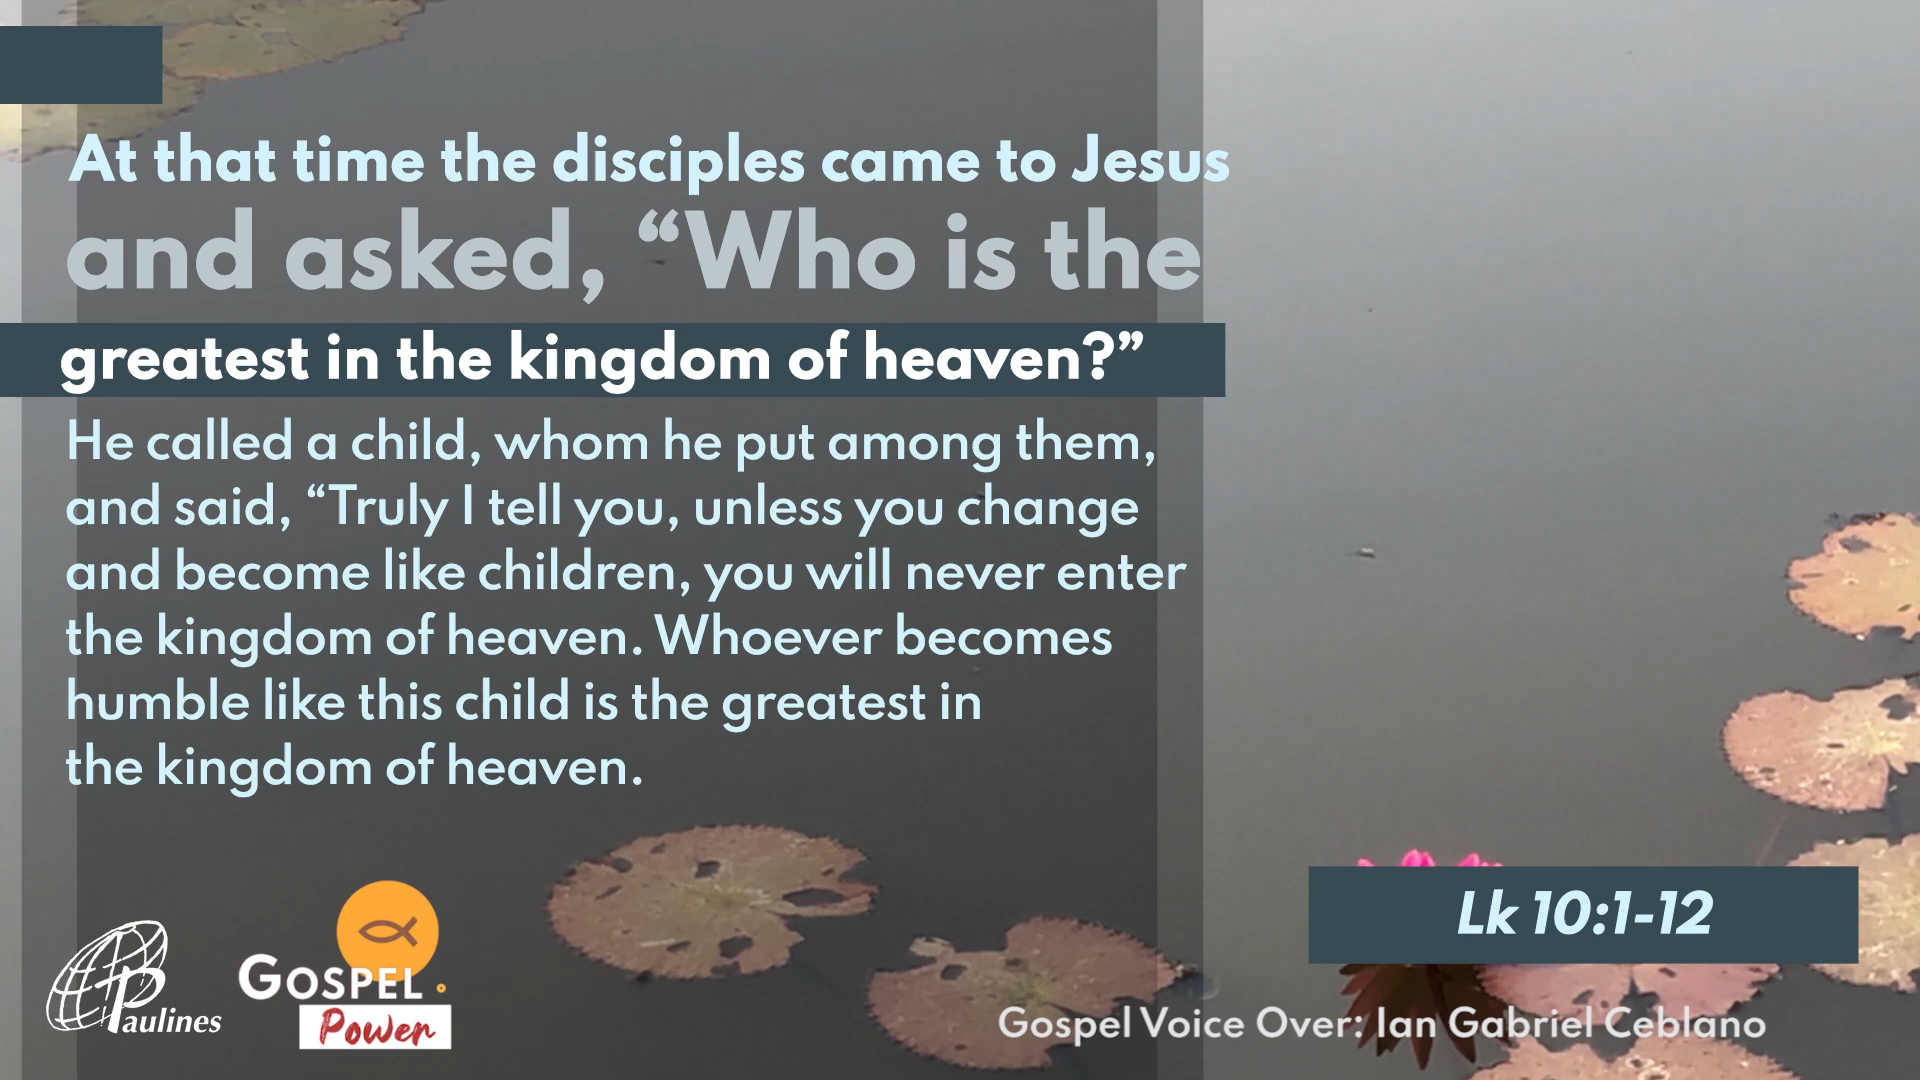 At that time the disciples came to Jesus
and asked, “Who is the
greatest in the kingdom of heaven?”
He called a child, whom he put among them,
and said, “Truly I tell you, unless you change
and become like children, you will never enter
the kingdom of heaven. Whoever becomes
humble like this child is the greatest in
the kingdom of heaven.
Lk 10:1-12
Paulines
GOSPEL
Power
Gospel Voice Over: Ian Gabriel Ceblano